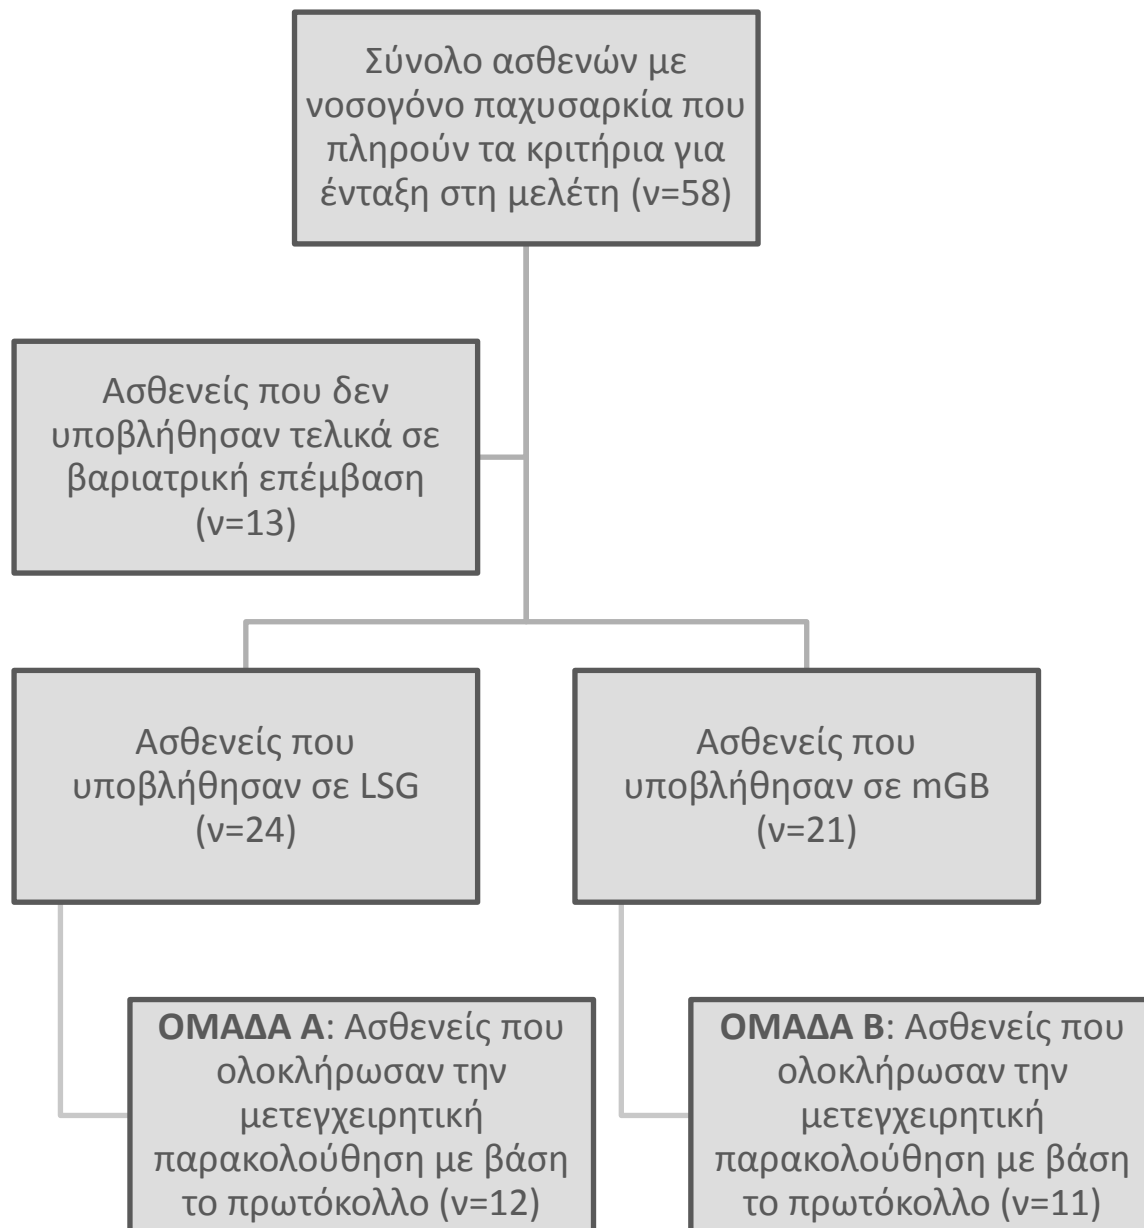 Σύνολο ασθενών με
νοσογόνο παχυσαρκία που
πληρούν τα κριτήρια για
ένταξη στη μελέτη (ν=58)
Ασθενείς που δεν
υποβλήθησαν τελικά σε
βαριατρική επέμβαση
(ν=13)
Ασθενείς που
υποβλήθησαν σε LSG
(ν=24)
Ασθενείς που
υποβλήθησαν σε mGB
(ν=21)
ΟΜΑΔΑ Α: Ασθενείς που
ολοκλήρωσαν την
μετεγχειρητική
παρακολούθηση με βάση
το πρωτόκολλο (ν=12)
ΟΜΑΔΑ Β: Ασθενείς που
ολοκλήρωσαν την
μετεγχειρητική
παρακολούθηση με βάση
το πρωτόκολλο (ν=11)